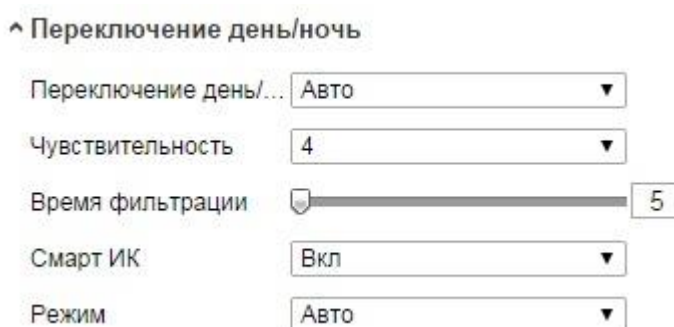 Переключение день/ночь
Переключение день/... Авто
Чувствительность 4
Время фильтрации 5
Смарт ИК Вкл
Режим Авто